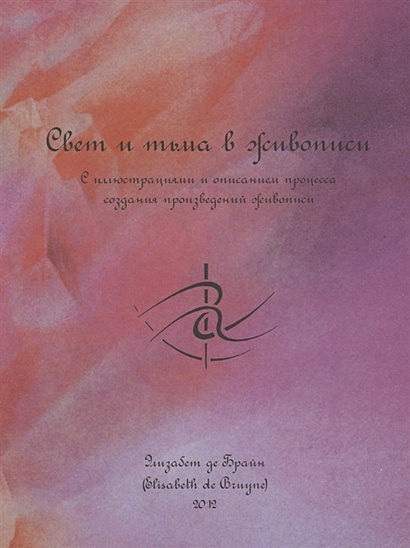 Свет и тьма в живописи
С иллюстрациями и описанием процесса
создания произведений живописи
Элизабет де Брайн
(Elisabeth de Bruyne)
2012